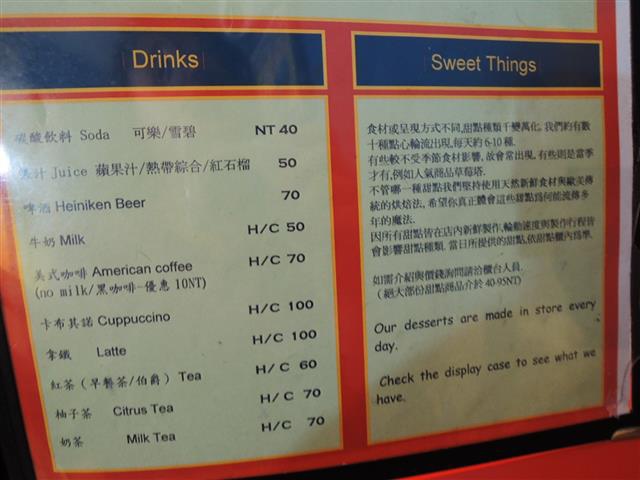 Drinks
碳酸飲料 Soda 可樂/雪碧 NT 40
果汁 Juice 蘋果汁/熱帶綜合/紅石榴 50
啤酒 Heiniken Beer 70
牛奶 Milk H/C 50
美式咖啡 American coffee H/C 70
(no milk/黑咖啡-優惠 10NT)
卡布其諾 Cuppuccino H/C 100
拿鐵 Latte H/C 100
紅茶（早餐茶/伯爵）Tea H/C 60
柚子茶 Citrus Tea H/C 70
奶茶 Milk Tea H/C 70
Sweet Things
食材或呈現方式不同,甜點種類千變萬化. 我們約有數
十種點心輪流出現,每天約 6-10 種.
有些較不受季節食材影響, 故會常出現, 有些則是當季
才有,例如人氣商品草莓塔.
不管哪一種甜點我們堅持使用天然新鮮食材與歐美傳
統的烘焙法, 希望你真正體會這些甜點為何能流傳多
年的魔法.
因所有甜點皆在店內新鮮製作,輪動速度與製作行程皆
會影響甜點種類. 當日所提供的甜點,依甜點櫃內為準.
如需介紹與價錢詢問請洽櫃台人員.
（絕大部份甜點商品介於 40-95NT)
Our desserts are made in store every
day.
Check the display case to see what we
have.